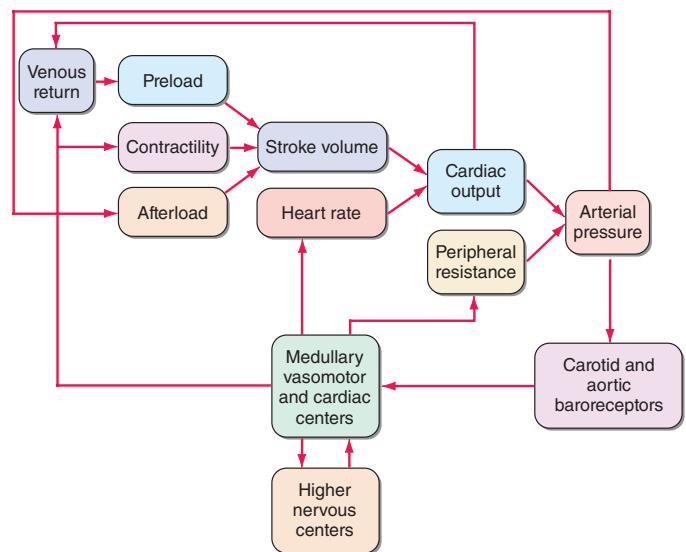 Venous
return
Preload
Contractility
Afterload
Stroke volume
Heart rate
Cardiac
output
Peripheral
resistance
Arterial
pressure
Medullary
vasomotor
and cardiac
centers
Carotid and
aortic
baroreceptors
Higher
nervous
centers